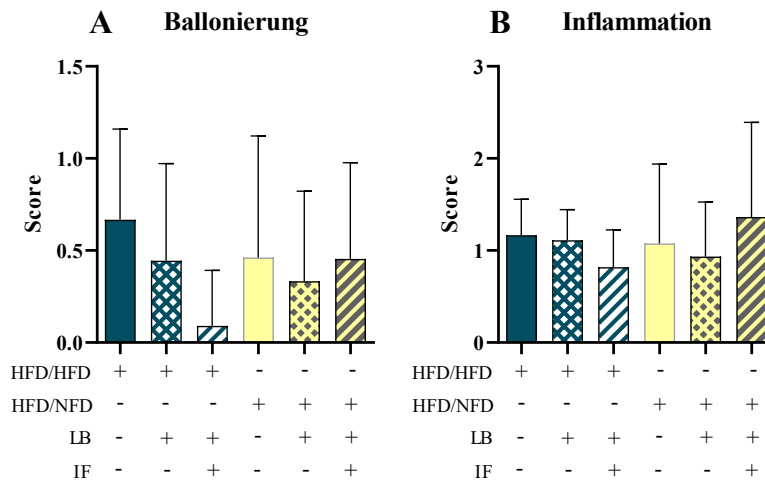 A Ballonierung
B Inflammation
1.5
1.0
0.5
0.0
Score
3
2
1
0
Score
HFD/HFD + + + - - -
HFD/NFD - - - + + +
LB - + + - + +
IF - - + - - +
HFD/HFD + + + - - -
HFD/NFD - - - + + +
LB - + + - + +
IF - - + - - +